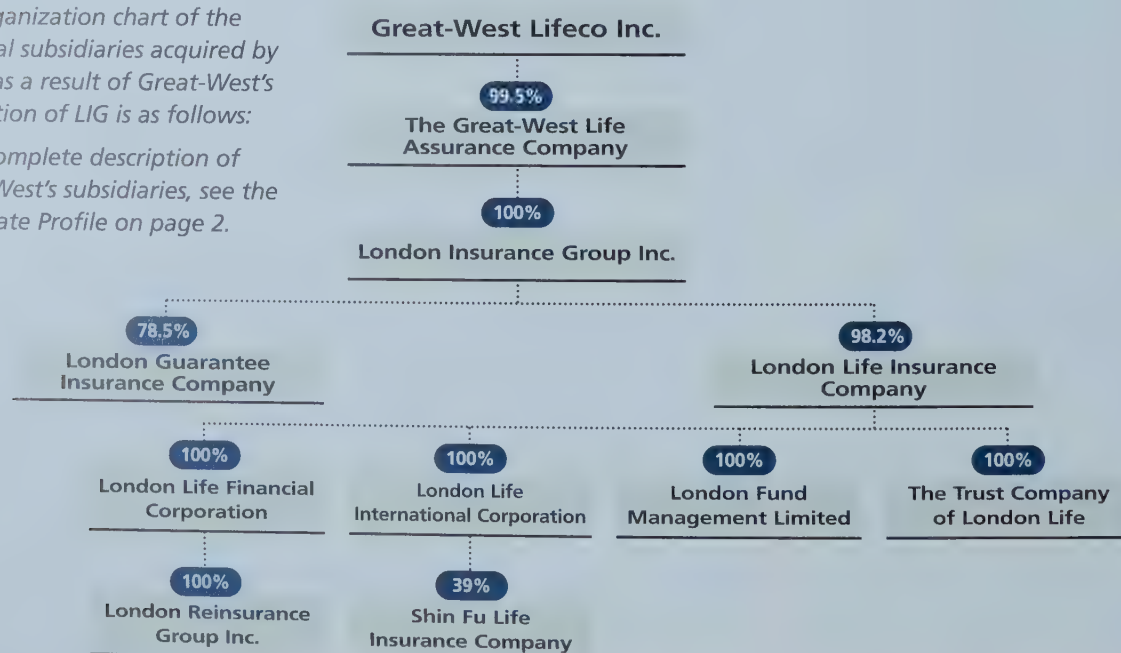 ganization chart of the
al subsidiaries acquired by
as a result of Great-West's
tion of LIG is as follows:
omplete description of
West's subsidiaries, see the
ate Profile on page 2.
Great-West Lifeco Inc.
99.5%
The Great-West Life
Assurance Company
100%
London Insurance Group Inc.
78.5%
London Guarantee
Insurance Company
98.2%
London Life Insurance
Company
100%
London Life Financial
Corporation
100%
London Life
International Corporation
100%
London Fund
Management Limited
100%
The Trust Company
of London Life
100%
London Reinsurance
Group Inc.
39%
Shin Fu Life
Insurance Company